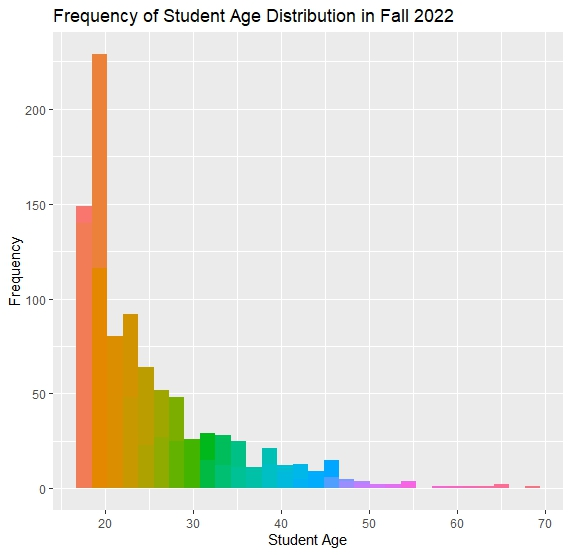 Frequency of Student Age Distribution in Fall 2022
Frequency
200
150
100
50
0
20 30 40 50 60 70
Student Age